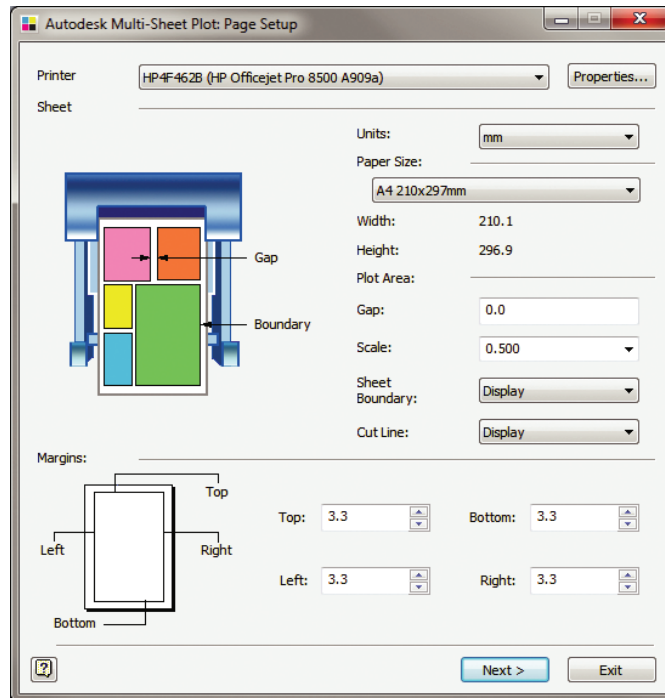 Autodesk Multi-Sheet Plot: Page Setup
Printer
HP4F462B (HP Officejet Pro 8500 A909a)
Properties...
Sheet
Units:
mm
Paper Size:
A4 210x297mm
Width:
210.1
Height:
296.9
Plot Area:
Gap:
0.0
Scale:
0.500
Sheet
Boundary:
Display
Cut Line:
Display
Gap
Boundary
Margins:
Top
Left
Right
Bottom
Top:
3.3
Bottom:
3.3
Left:
3.3
Right:
3.3
?
Next >
Exit